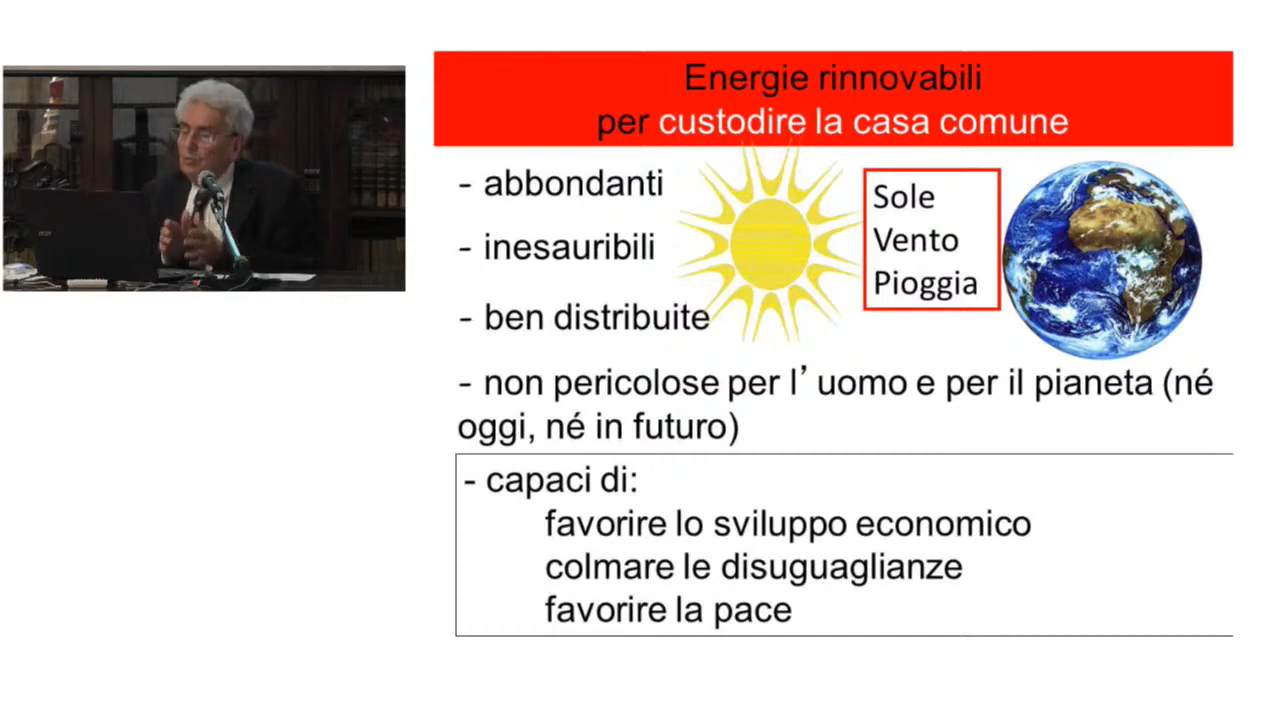 Energie rinnovabili
per custodire la casa comune
- abbondanti
- inesauribili
- ben distribuite
Sole
Vento
Pioggia
- non pericolose per l’uomo e per il pianeta (né
oggi, né in futuro)
- capaci di:
favorire lo sviluppo economico
colmare le disuguaglianze
favorire la pace
acer